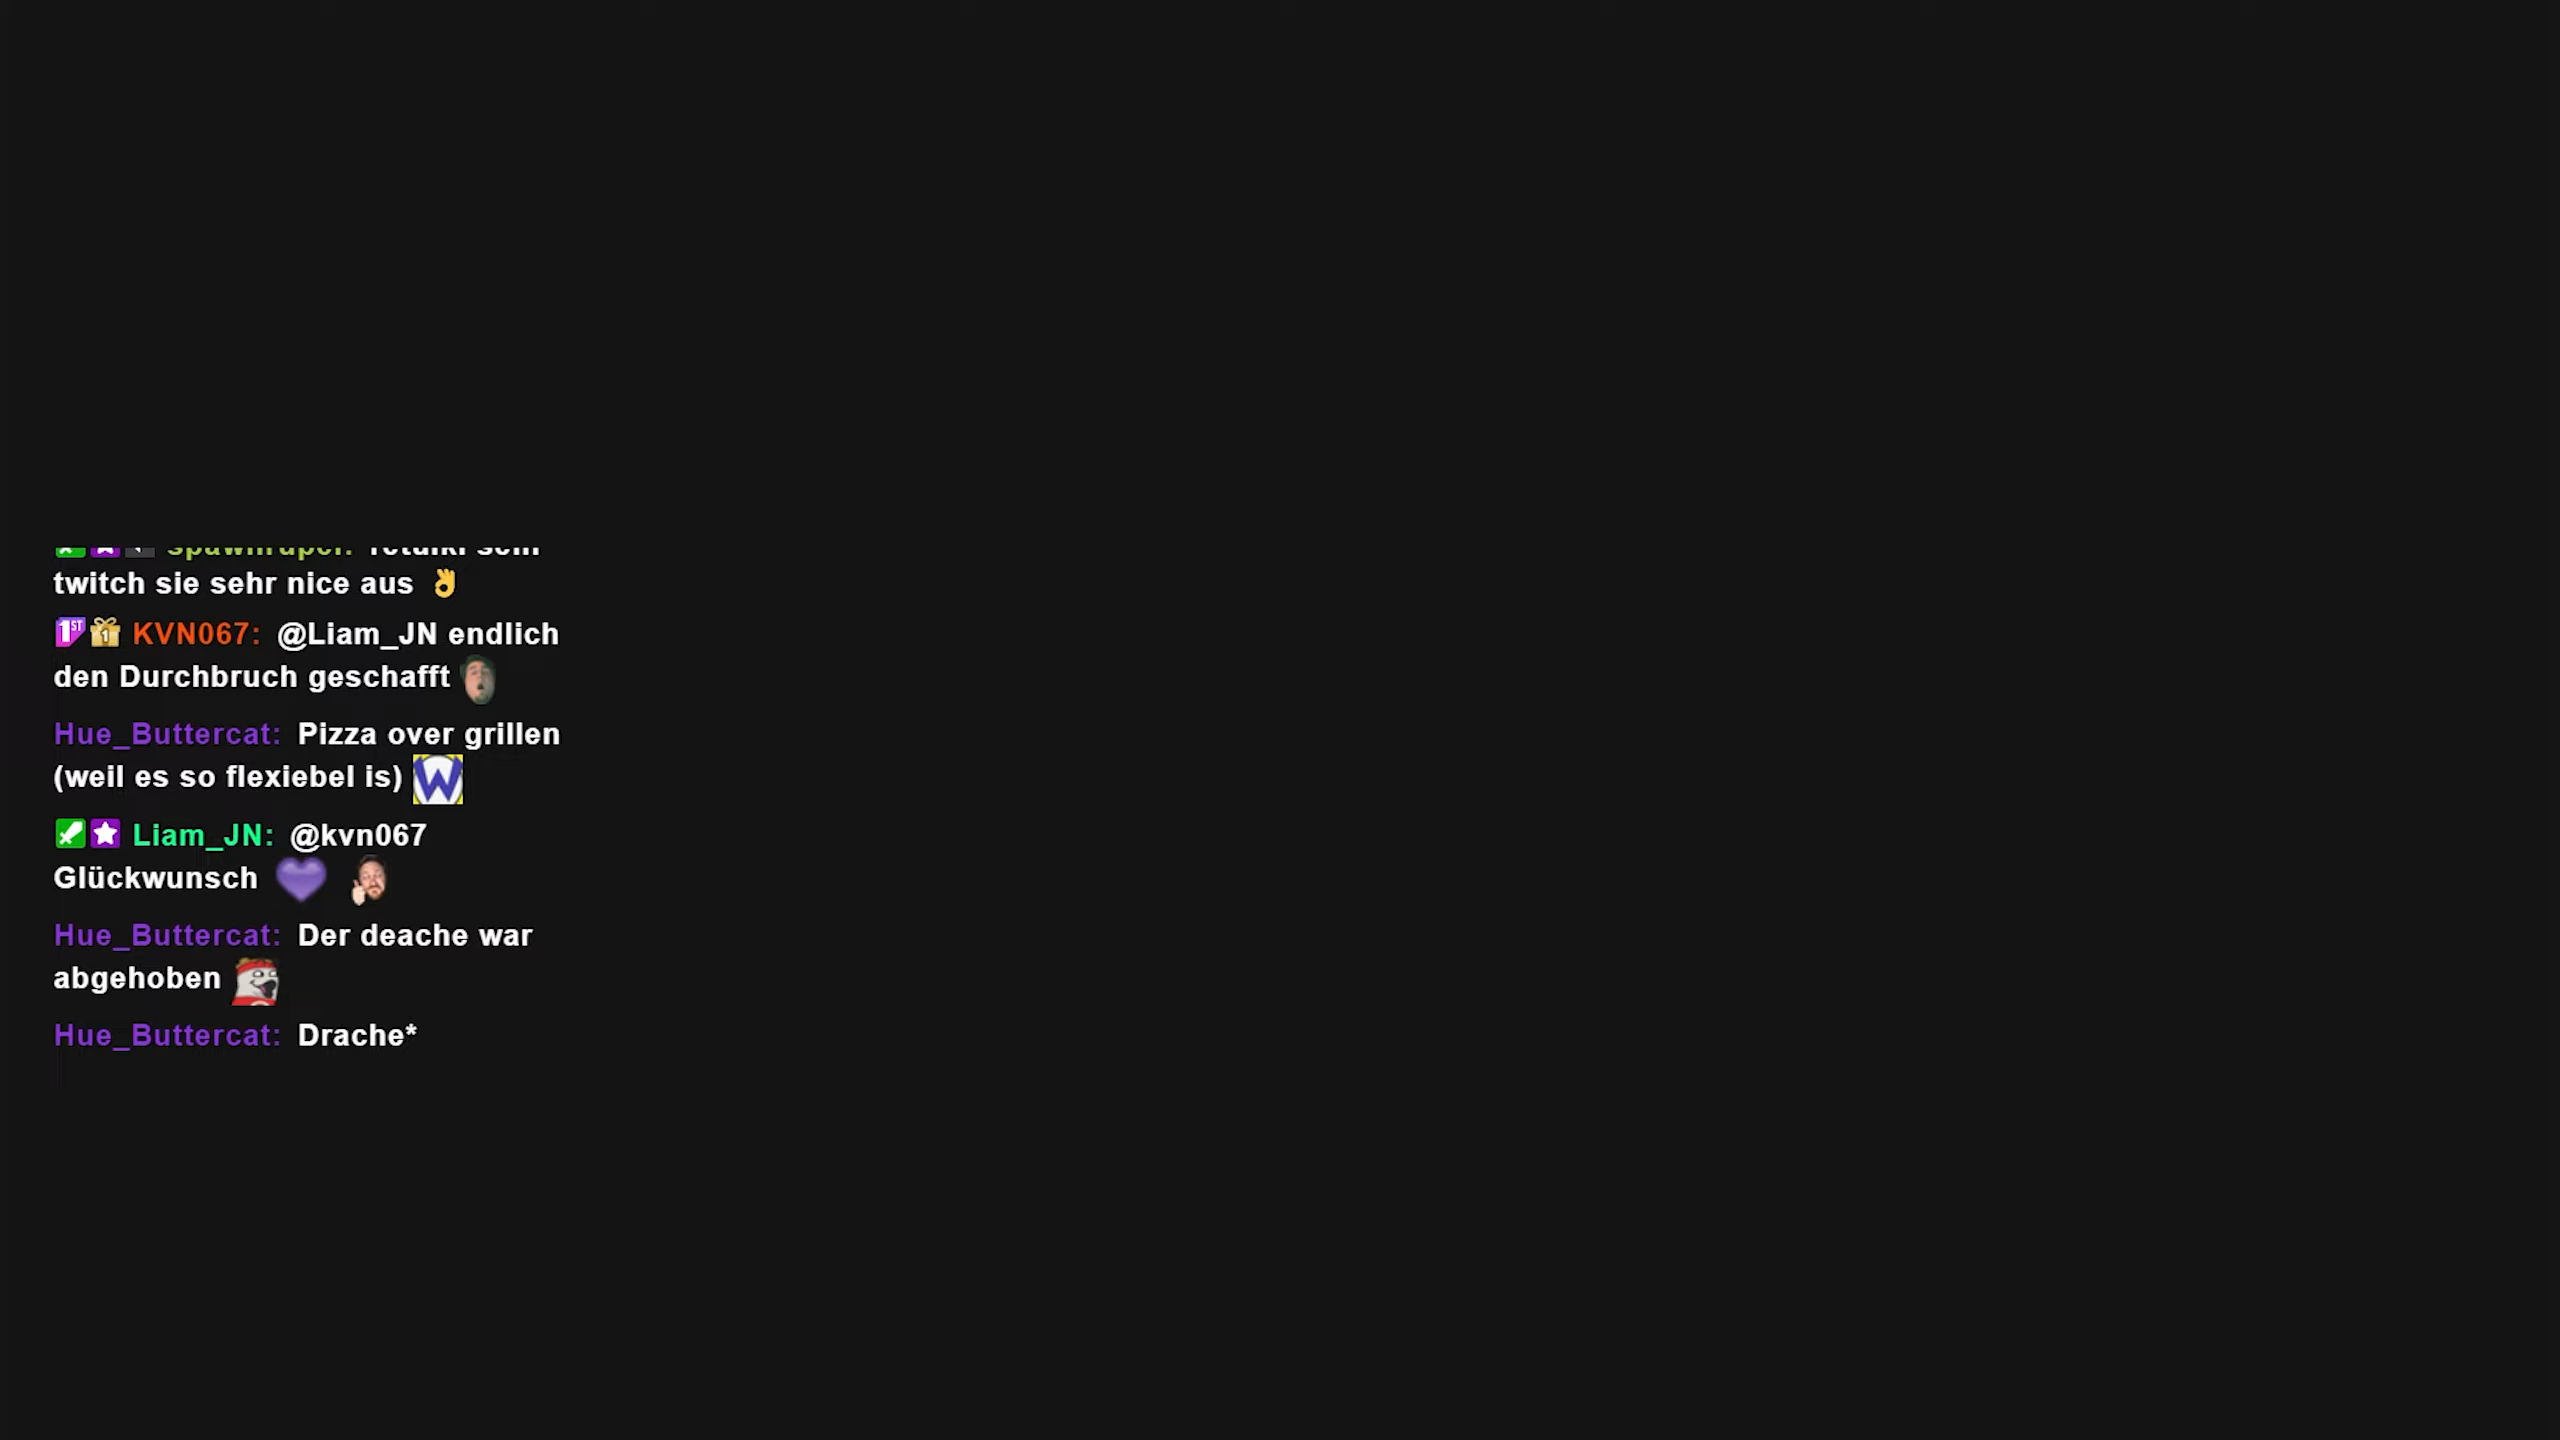 twitch sie sehr nice aus
KVN067: @Liam_JN endlich
den Durchbruch geschafft
Hue_Buttercat: Pizza over grillen
(weil es so flexiebel is)
Liam_JN: @kvn067
Glückwunsch
Hue_Buttercat: Der deache war
abgehoben
Hue_Buttercat: Drache*